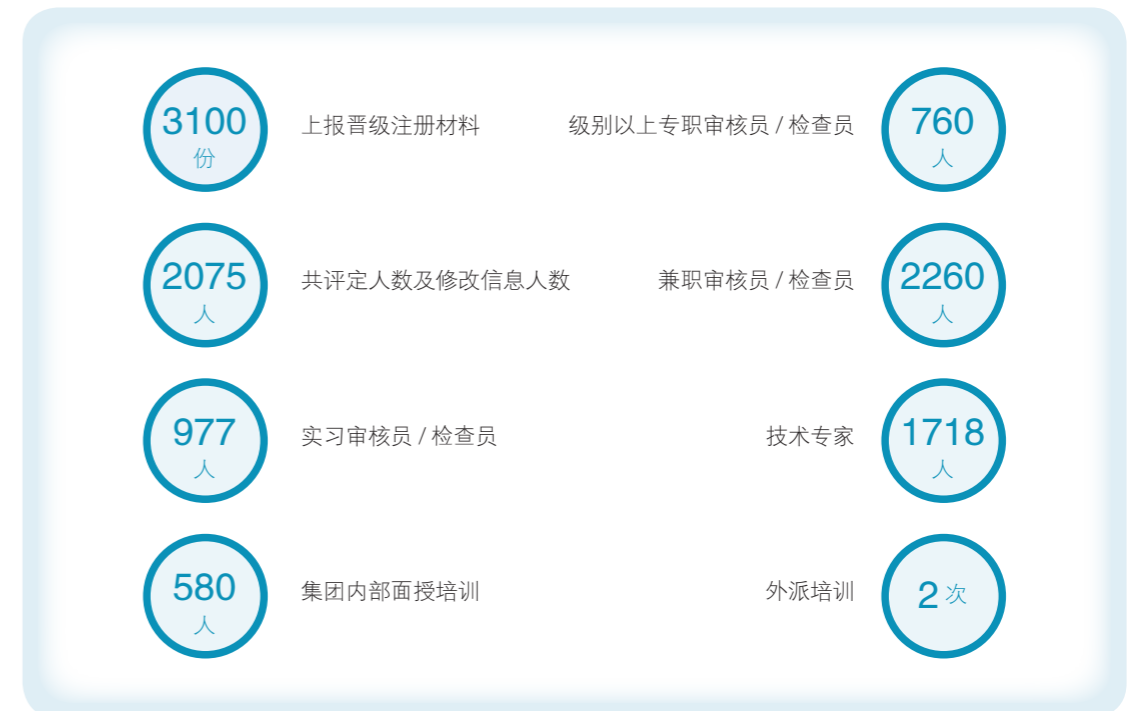 3100
份
上报晋级注册材料
级别以上专职审核员 / 检查员
760
人
2075
人
共评定人数及修改信息人数
兼职审核员 / 检查员
2260
人
977
人
实习审核员 / 检查员
技术专家
1718
人
580
人
集团内部面授培训
外派培训
2 次